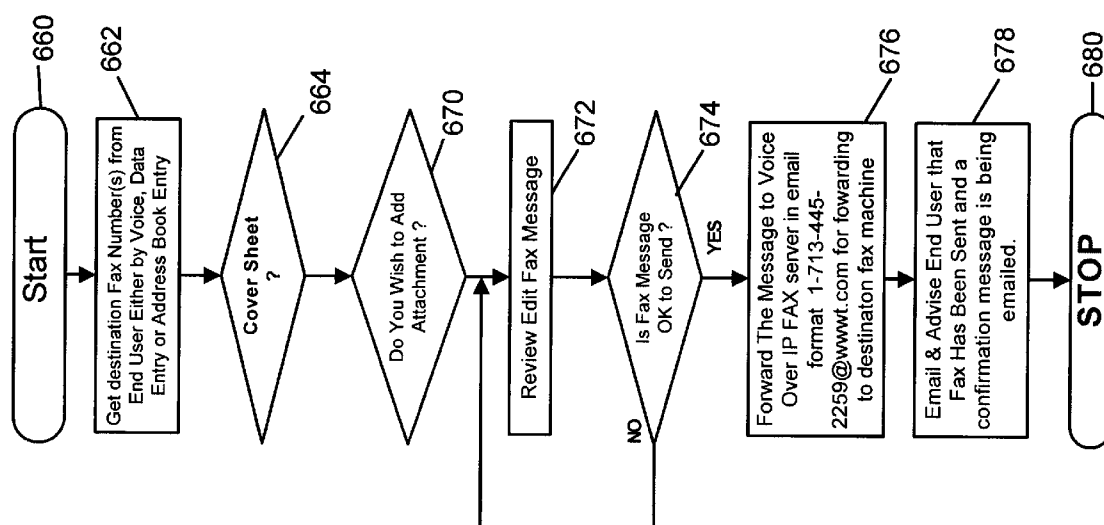 Start
660
Get destination Fax Number(s) from
End User Either by Voice, Data
Entry or Address Book Entry
662
Cover Sheet
?
664
Do You Wish to Add
Attachment ?
670
Review Edit Fax Message
672
Is Fax Message
OK to Send ?
674
NO
YES
Forward The Message to Voice
Over IP FAX server in email
format 1-713-445-
2259@wwwt.com for fowarding
to destinaton fax machine
676
Email & Advise End User that
Fax Has Been Sent and a
confirmation message is being
emailed.
678
STOP
680